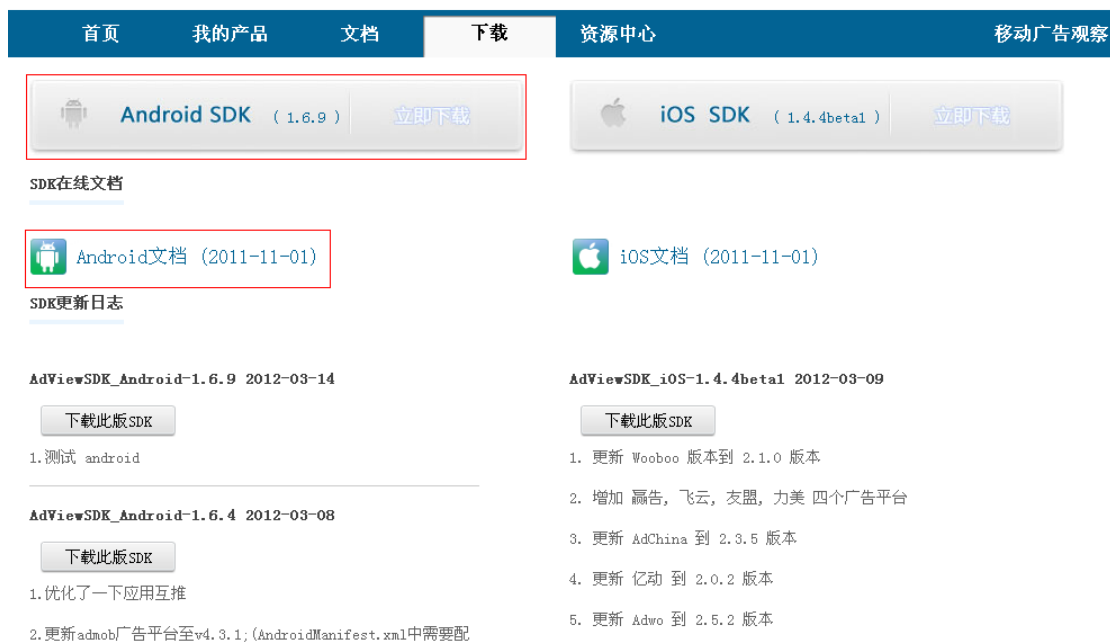 首页 我的产品 文档 下载 资源中心 移动广告观察
Android SDK （1.6.9） 立即下载
iOS SDK （1.4.4beta1） 立即下载
SDK在线文档
Android文档 (2011-11-01)
iOS文档 (2011-11-01)
SDK更新日志
AdViewSDK_Android-1.6.9 2012-03-14
下载此版SDK
1.测试 android
AdViewSDK_Android-1.6.4 2012-03-08
下载此版SDK
1.优化了一下应用互推
2.更新admob广告平台至v4.3.1;(AndroidManifest.xml中需要配
AdViewSDK_iOS-1.4.4beta1 2012-03-09
下载此版SDK
1. 更新 Wooboo 版本到 2.1.0 版本
2. 增加 赢告, 飞云, 友盟, 力美 四个广告平台
3. 更新 AdChina 到 2.3.5 版本
4. 更新 亿动 到 2.0.2 版本
5. 更新 Adwo 到 2.5.2 版本